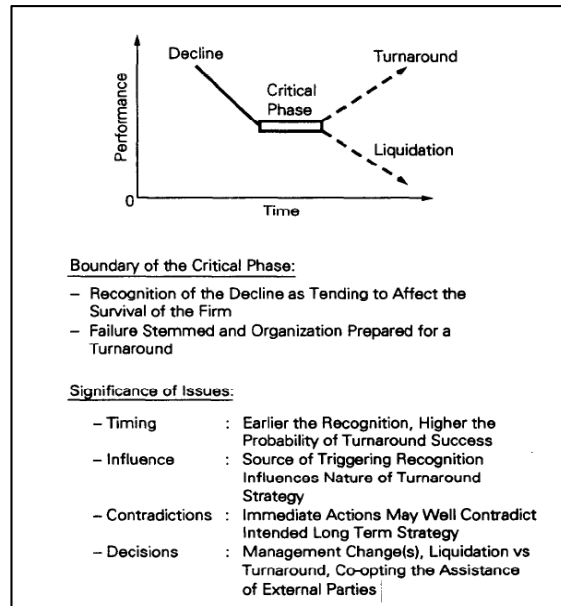 Decline
Turnaround
Critical
Phase
Performance
Liquidation
0
Time
Boundary of the Critical Phase:
– Recognition of the Decline as Tending to Affect the
Survival of the Firm
– Failure Stemmed and Organization Prepared for a
Turnaround
Significance of Issues:
– Timing : Earlier the Recognition, Higher the
Probability of Turnaround Success
– Influence : Source of Triggering Recognition
Influences Nature of Turnaround
Strategy
– Contradictions : Immediate Actions May Well Contradict
Intended Long Term Strategy
– Decisions : Management Change(s), Liquidation vs
Turnaround, Co-opting the Assistance
of External Parties